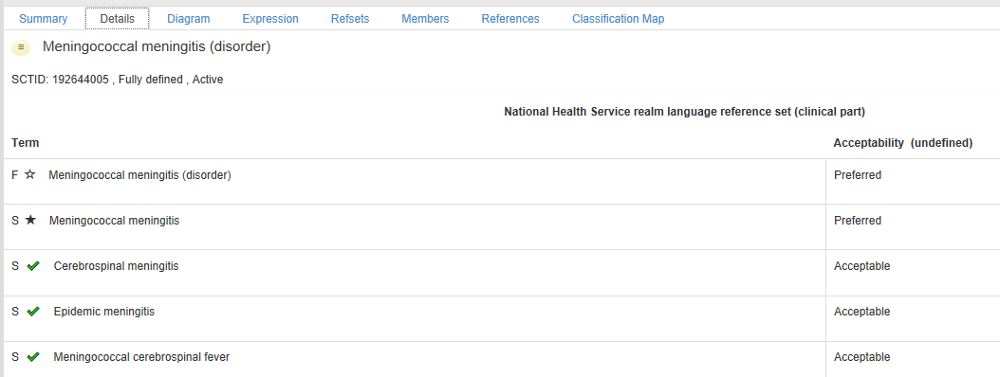 Summary Details Diagram Expression Refsets Members References Classification Map
≡ Meningococcal meningitis (disorder)
SCTID: 192644005 , Fully defined , Active
National Health Service realm language reference set (clinical part)
Term Acceptability (undefined)
F ☆ Meningococcal meningitis (disorder) Preferred
S ★ Meningococcal meningitis Preferred
S ✔ Cerebrospinal meningitis Acceptable
S ✔ Epidemic meningitis Acceptable
S ✔ Meningococcal cerebrospinal fever Acceptable